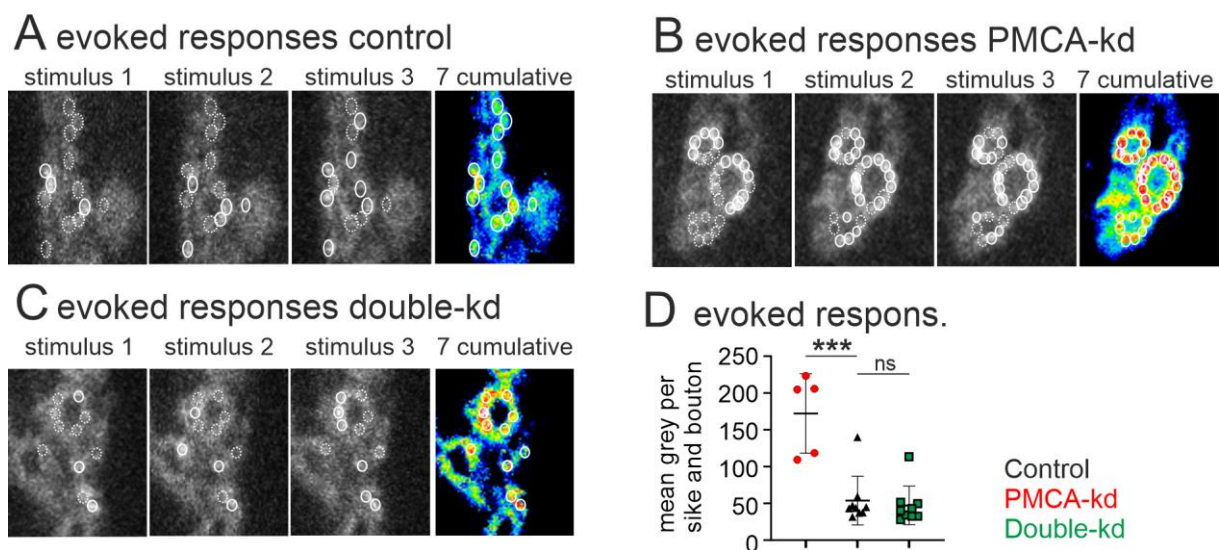 A evoked responses control
stimulus 1 stimulus 2 stimulus 3 7 cumulative
B evoked responses PMCA-kd
stimulus 1 stimulus 2 stimulus 3 7 cumulative
C evoked responses double-kd
stimulus 1 stimulus 2 stimulus 3 7 cumulative
D evoked respons.
mean grey per
sike and bouton
250
200
150
100
50
0
***
ns
Control
PMCA-kd
Double-kd